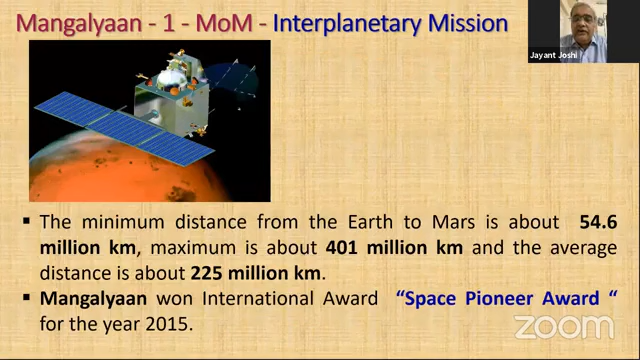 Mangalyaan - 1 - MoM - Interplanetary Mission
Jayant Joshi
▪ The minimum distance from the Earth to Mars is about 54.6
million km, maximum is about 401 million km and the average
distance is about 225 million km.
▪ Mangalyaan won International Award “Space Pioneer Award “
for the year 2015.
zoom